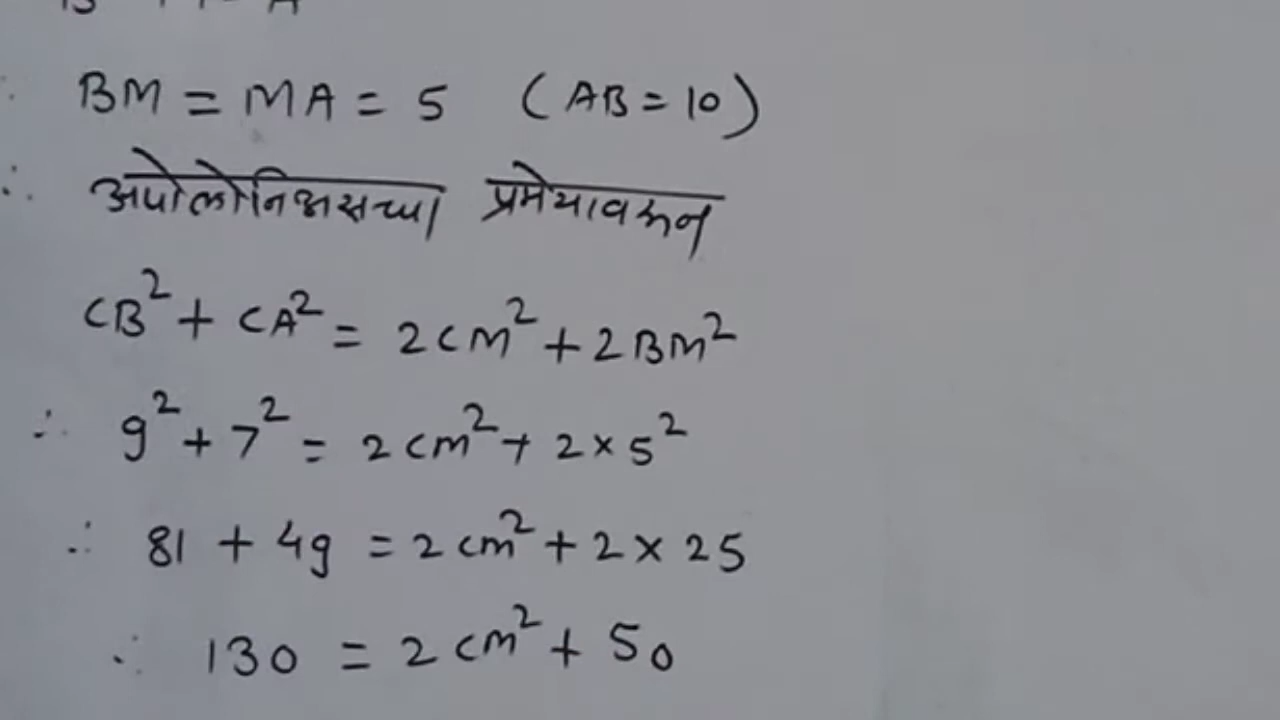 BM = MA = 5 (AB = 10)
∴ अपोलोनिअसच्या प्रमेयावरून
CB² + CA² = 2CM² + 2BM²
∴ 9² + 7² = 2CM² + 2 × 5²
∴ 81 + 49 = 2CM² + 2 × 25
∴ 130 = 2CM² + 50